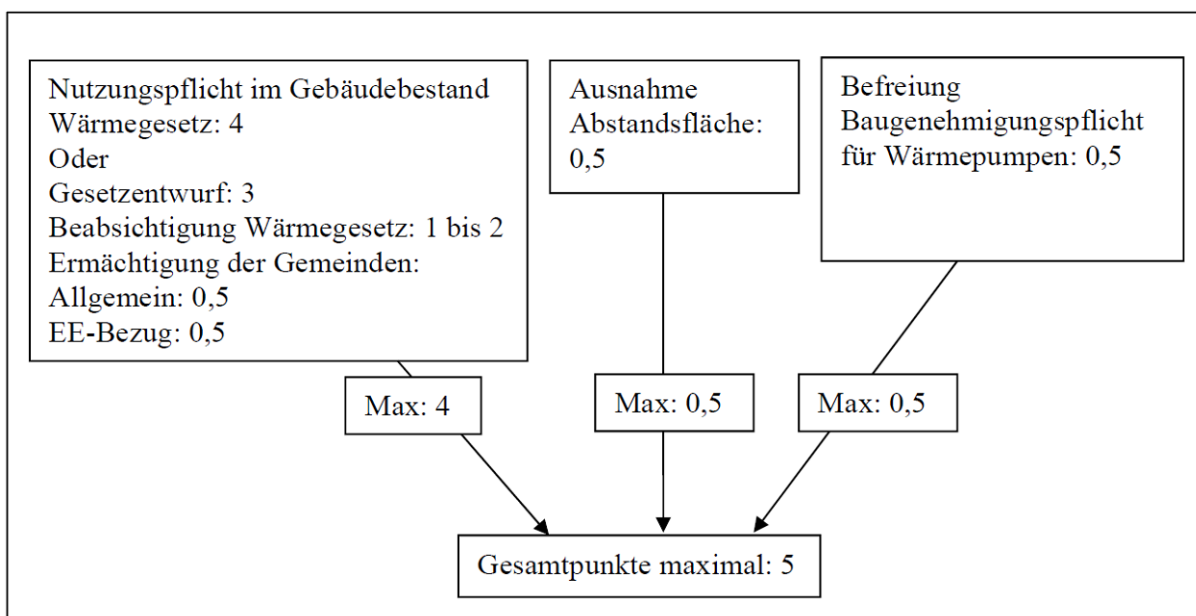 Nutzungspflicht im Gebäudebestand
Wärmegesetz: 4
Oder
Gesetzentwurf: 3
Beabsichtigung Wärmegesetz: 1 bis 2
Ermächtigung der Gemeinden:
Allgemein: 0,5
EE-Bezug: 0,5
Ausnahme
Abstandsfläche:
0,5
Befreiung
Baugenehmigungspflicht
für Wärmepumpen: 0,5
Max: 4
Max: 0,5
Max: 0,5
Gesamtpunkte maximal: 5